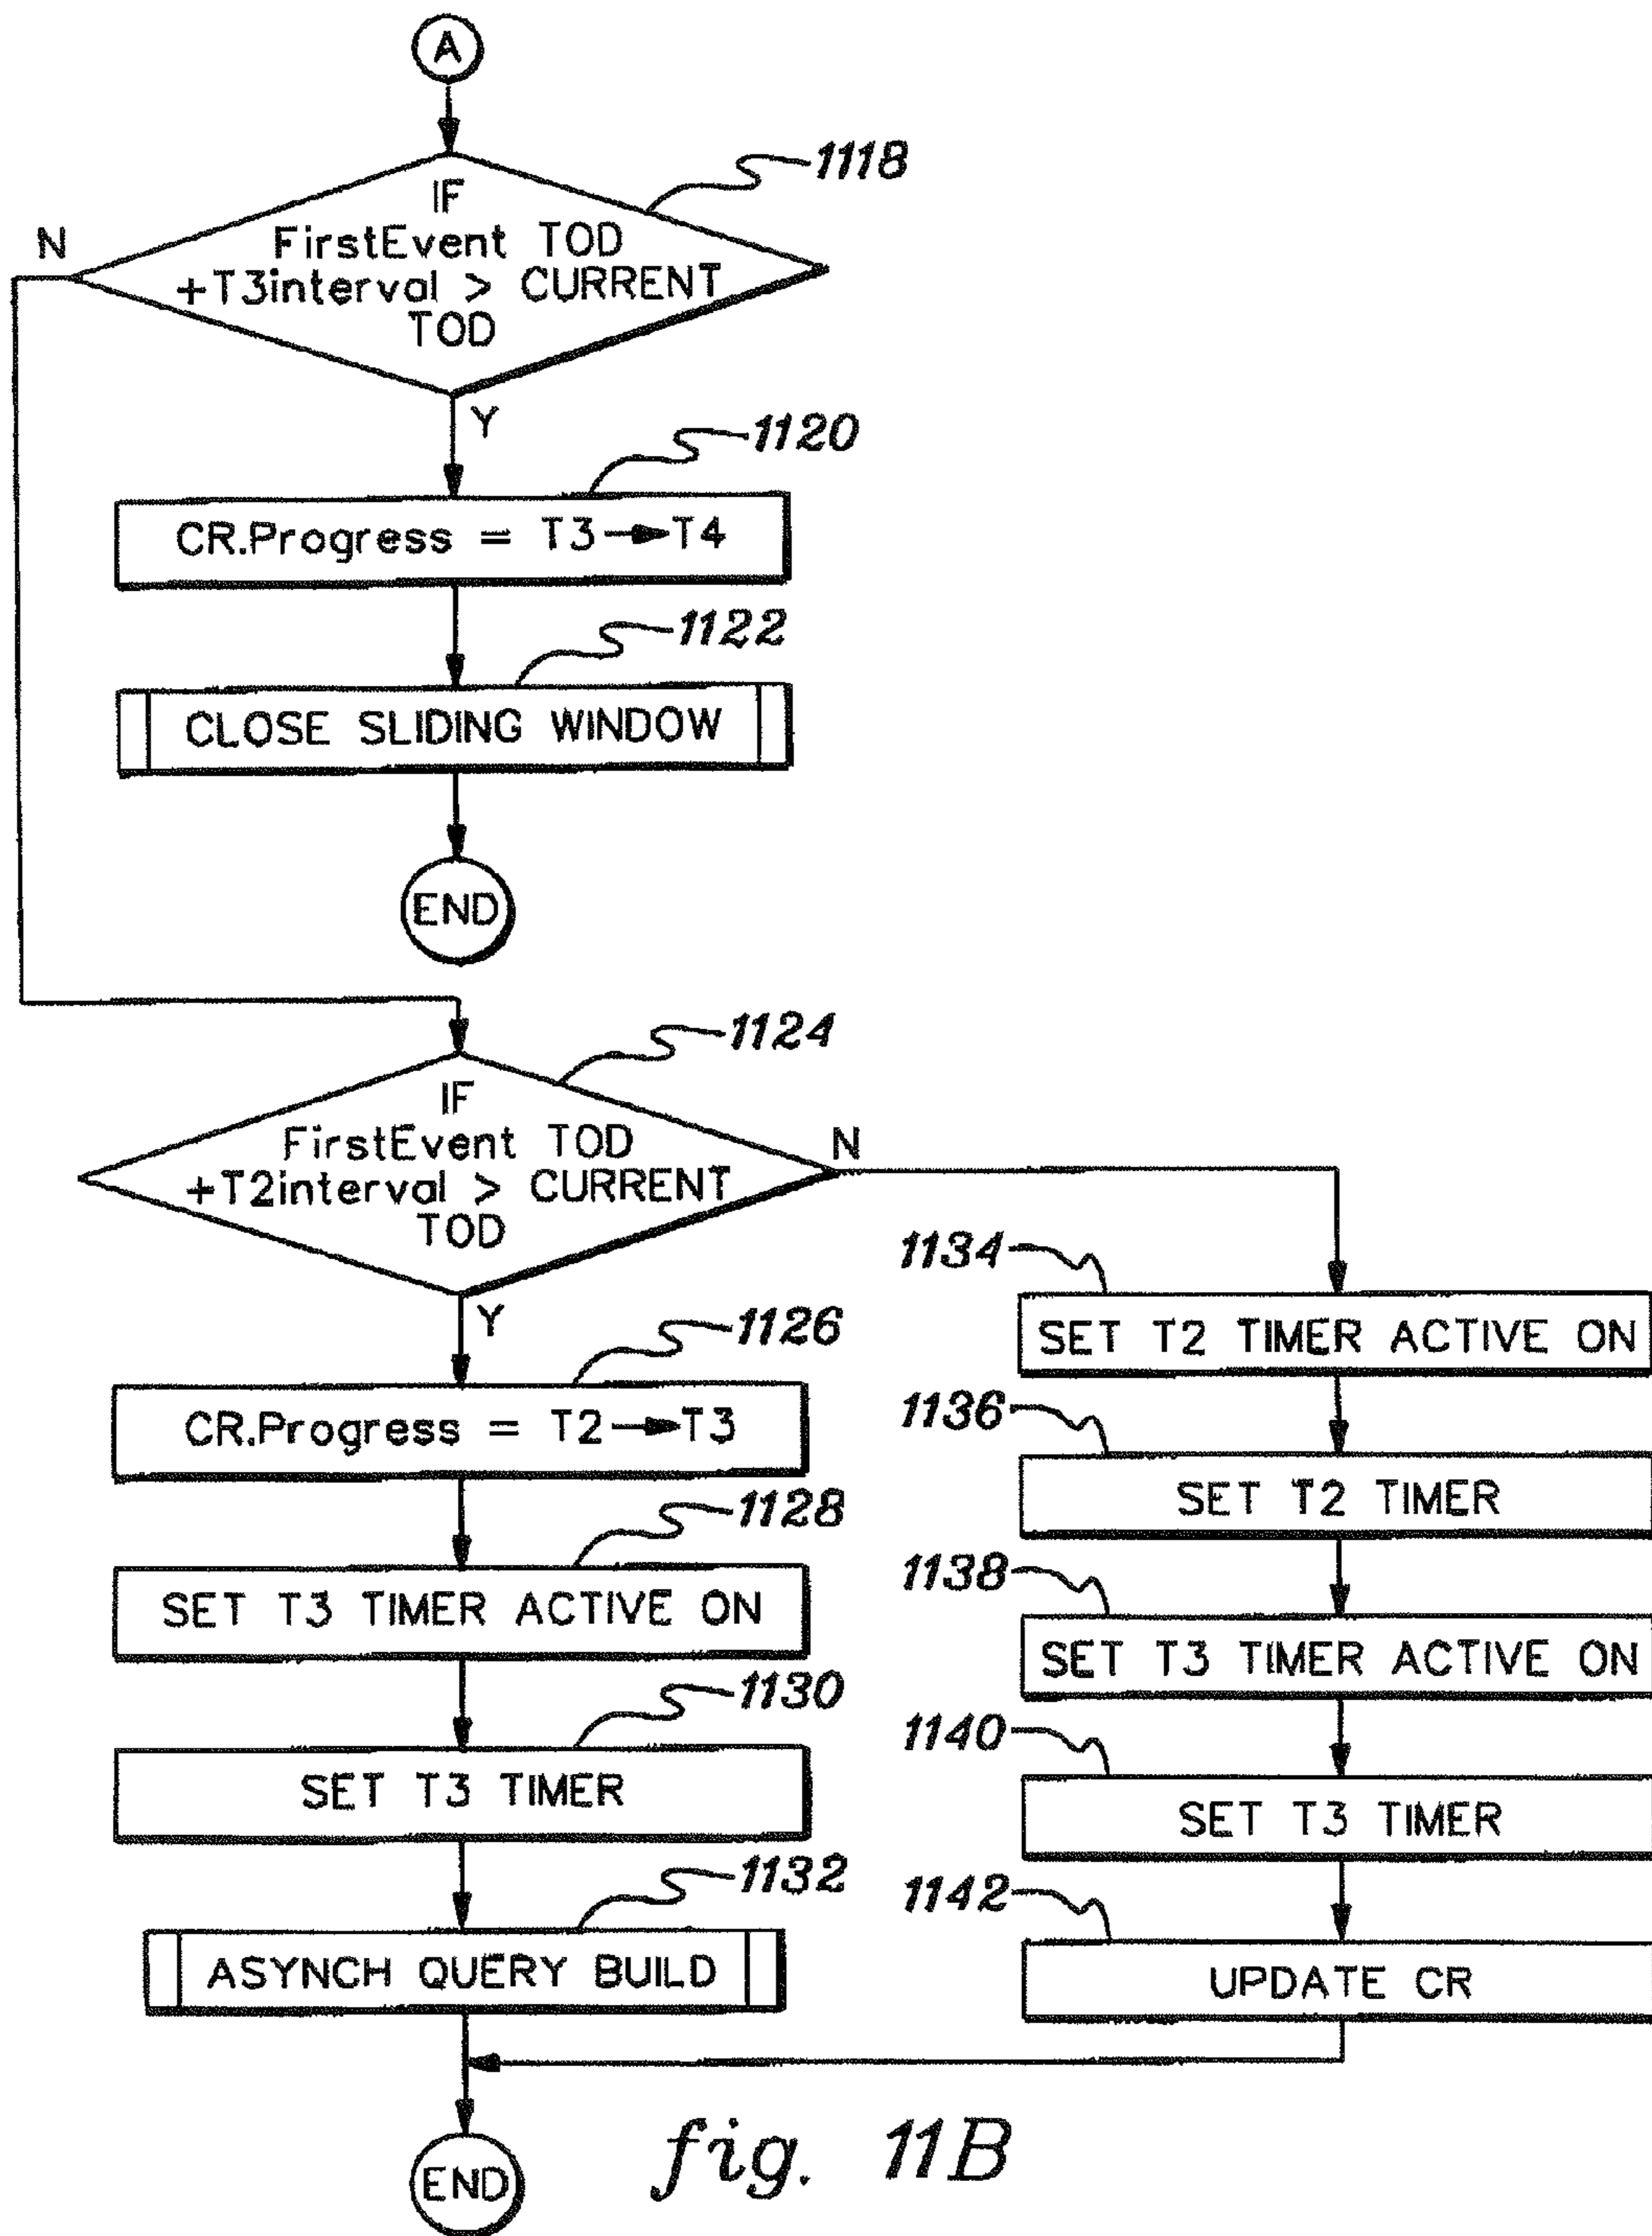 A
1118
IF
FirstEvent TOD
+T3interval > CURRENT
TOD
N
Y
1120
CR.Progress = T3→T4
1122
CLOSE SLIDING WINDOW
END
1124
IF
FirstEvent TOD
+T2interval > CURRENT
TOD
N
Y
1126
CR.Progress = T2→T3
1128
SET T3 TIMER ACTIVE ON
1130
SET T3 TIMER
1132
ASYNCH QUERY BUILD
1134
SET T2 TIMER ACTIVE ON
1136
SET T2 TIMER
1138
SET T3 TIMER ACTIVE ON
1140
SET T3 TIMER
1142
UPDATE CR
END
fig. 11B